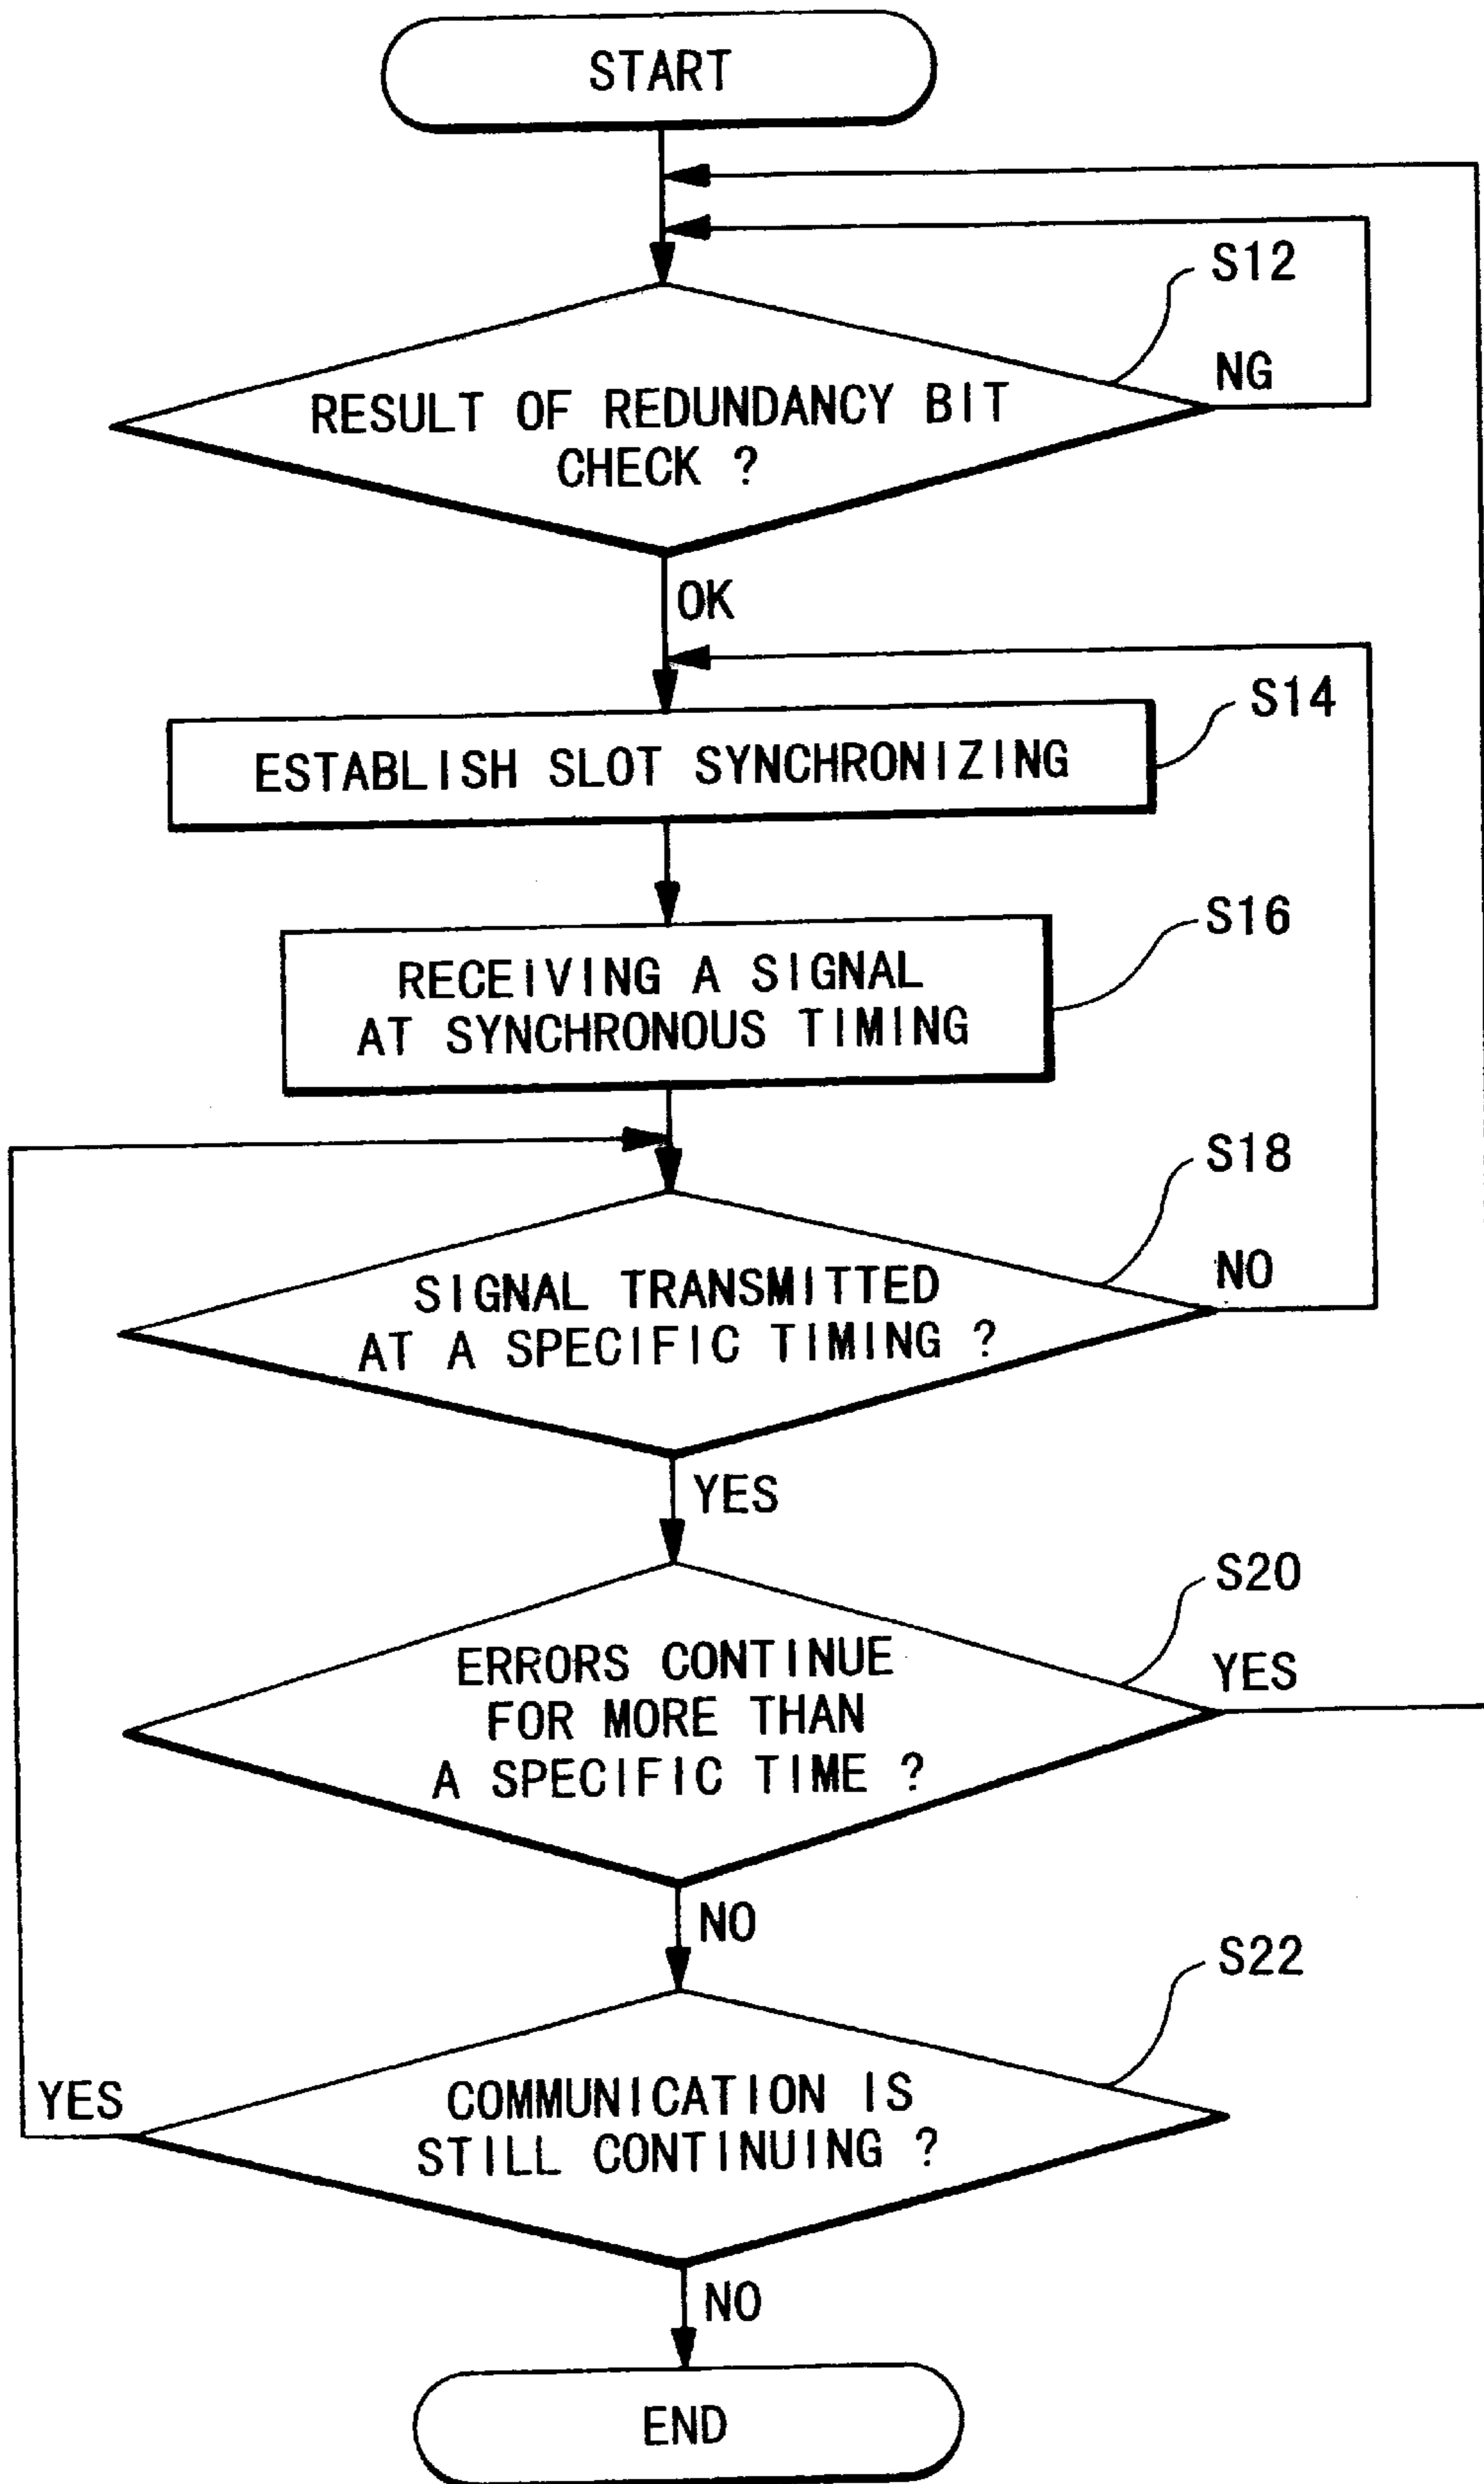 START
S12
NG
RESULT OF REDUNDANCY BIT
CHECK ?
OK
S14
ESTABLISH SLOT SYNCHRONIZING
S16
RECEIVING A SIGNAL
AT SYNCHRONOUS TIMING
S18
NO
SIGNAL TRANSMITTED
AT A SPECIFIC TIMING ?
YES
S20
YES
ERRORS CONTINUE
FOR MORE THAN
A SPECIFIC TIME ?
NO
S22
YES
COMMUNICATION IS
STILL CONTINUING ?
NO
END